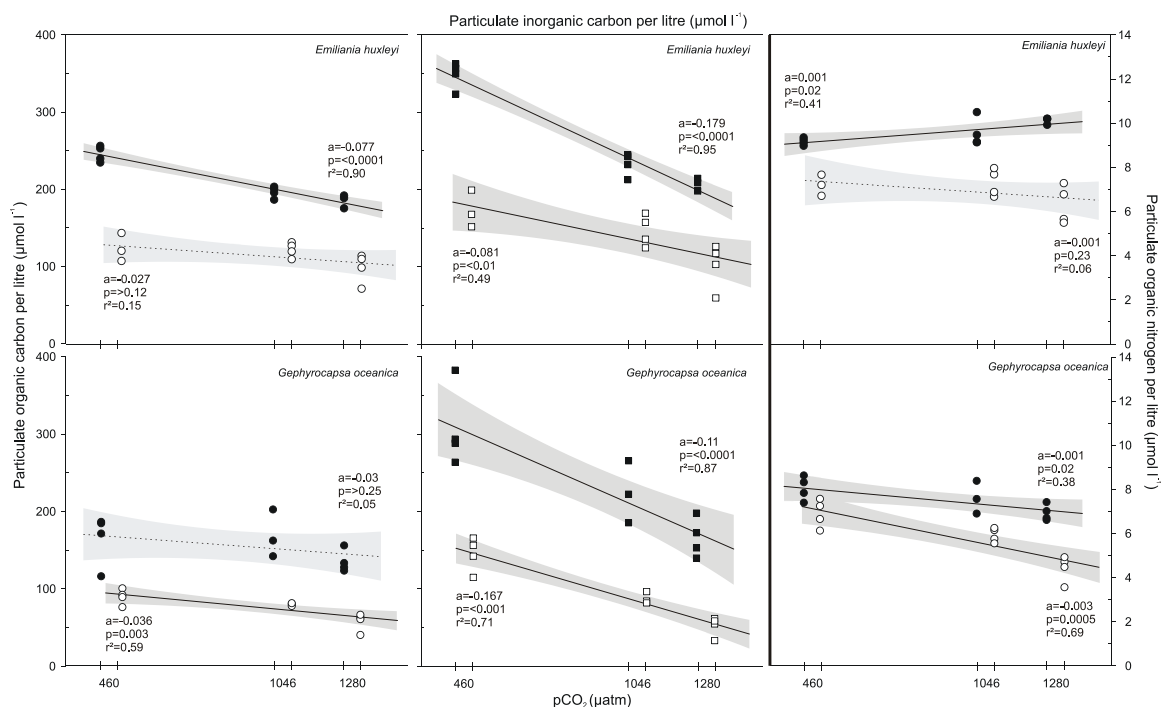 Particulate inorganic carbon per litre (µmol l⁻¹)
Particulate organic carbon per litre (µmol l⁻¹)
400
300
200
100
0
Emiliania huxleyi
a=-0.077
p=<0.0001
r²=0.90
a=-0.027
p=>0.12
r²=0.15
Emiliania huxleyi
a=-0.179
p=<0.0001
r²=0.95
a=-0.081
p=<0.01
r²=0.49
Emiliania huxleyi
a=0.001
p=0.02
r²=0.41
a=-0.001
p=0.23
r²=0.06
14
12
10
8
6
4
2
0
Particulate organic nitrogen per litre (µmol l⁻¹)
400
300
200
100
0
Gephyrocapsa oceanica
a=-0.03
p=>0.25
r²=0.05
a=-0.036
p=0.003
r²=0.59
Gephyrocapsa oceanica
a=-0.11
p=<0.0001
r²=0.87
a=-0.167
p=<0.001
r²=0.71
Gephyrocapsa oceanica
a=-0.001
p=0.02
r²=0.38
a=-0.003
p=0.0005
r²=0.69
14
12
10
8
6
4
2
0
460 1046 1280
460 1046 1280
460 1046 1280
pCO₂ (µatm)